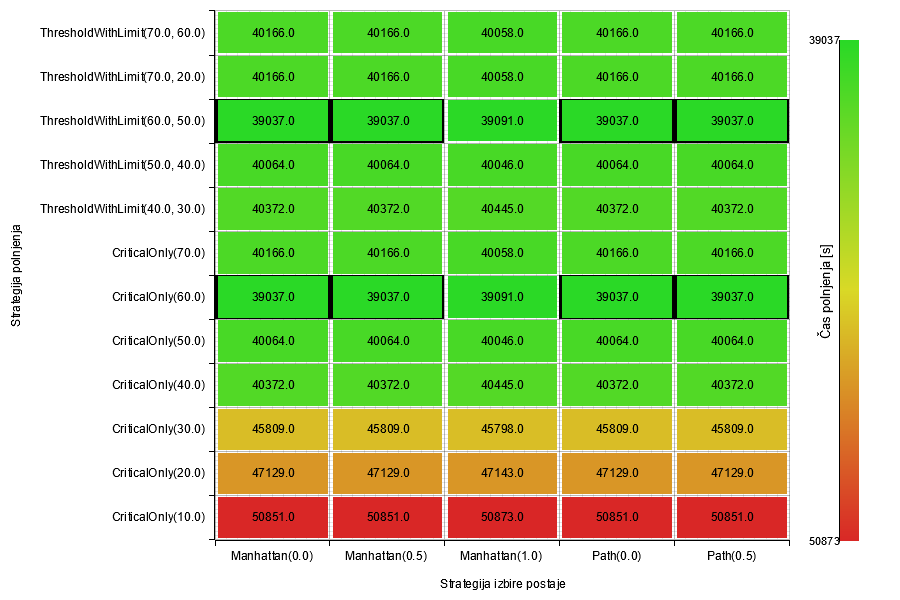 ThresholdWithLimit(70.0, 60.0) 40166.0 40166.0 40058.0 40166.0 40166.0
ThresholdWithLimit(70.0, 20.0) 40166.0 40166.0 40058.0 40166.0 40166.0
ThresholdWithLimit(60.0, 50.0) 39037.0 39037.0 39091.0 39037.0 39037.0
ThresholdWithLimit(50.0, 40.0) 40064.0 40064.0 40046.0 40064.0 40064.0
ThresholdWithLimit(40.0, 30.0) 40372.0 40372.0 40445.0 40372.0 40372.0
CriticalOnly(70.0) 40166.0 40166.0 40058.0 40166.0 40166.0
CriticalOnly(60.0) 39037.0 39037.0 39091.0 39037.0 39037.0
CriticalOnly(50.0) 40064.0 40064.0 40046.0 40064.0 40064.0
CriticalOnly(40.0) 40372.0 40372.0 40445.0 40372.0 40372.0
CriticalOnly(30.0) 45809.0 45809.0 45798.0 45809.0 45809.0
CriticalOnly(20.0) 47129.0 47129.0 47143.0 47129.0 47129.0
CriticalOnly(10.0) 50851.0 50851.0 50873.0 50851.0 50851.0
Manhattan(0.0) Manhattan(0.5) Manhattan(1.0) Path(0.0) Path(0.5)
Strategija izbire postaje
Strategija polnjenja
39037
Čas polnjenja [s]
50873